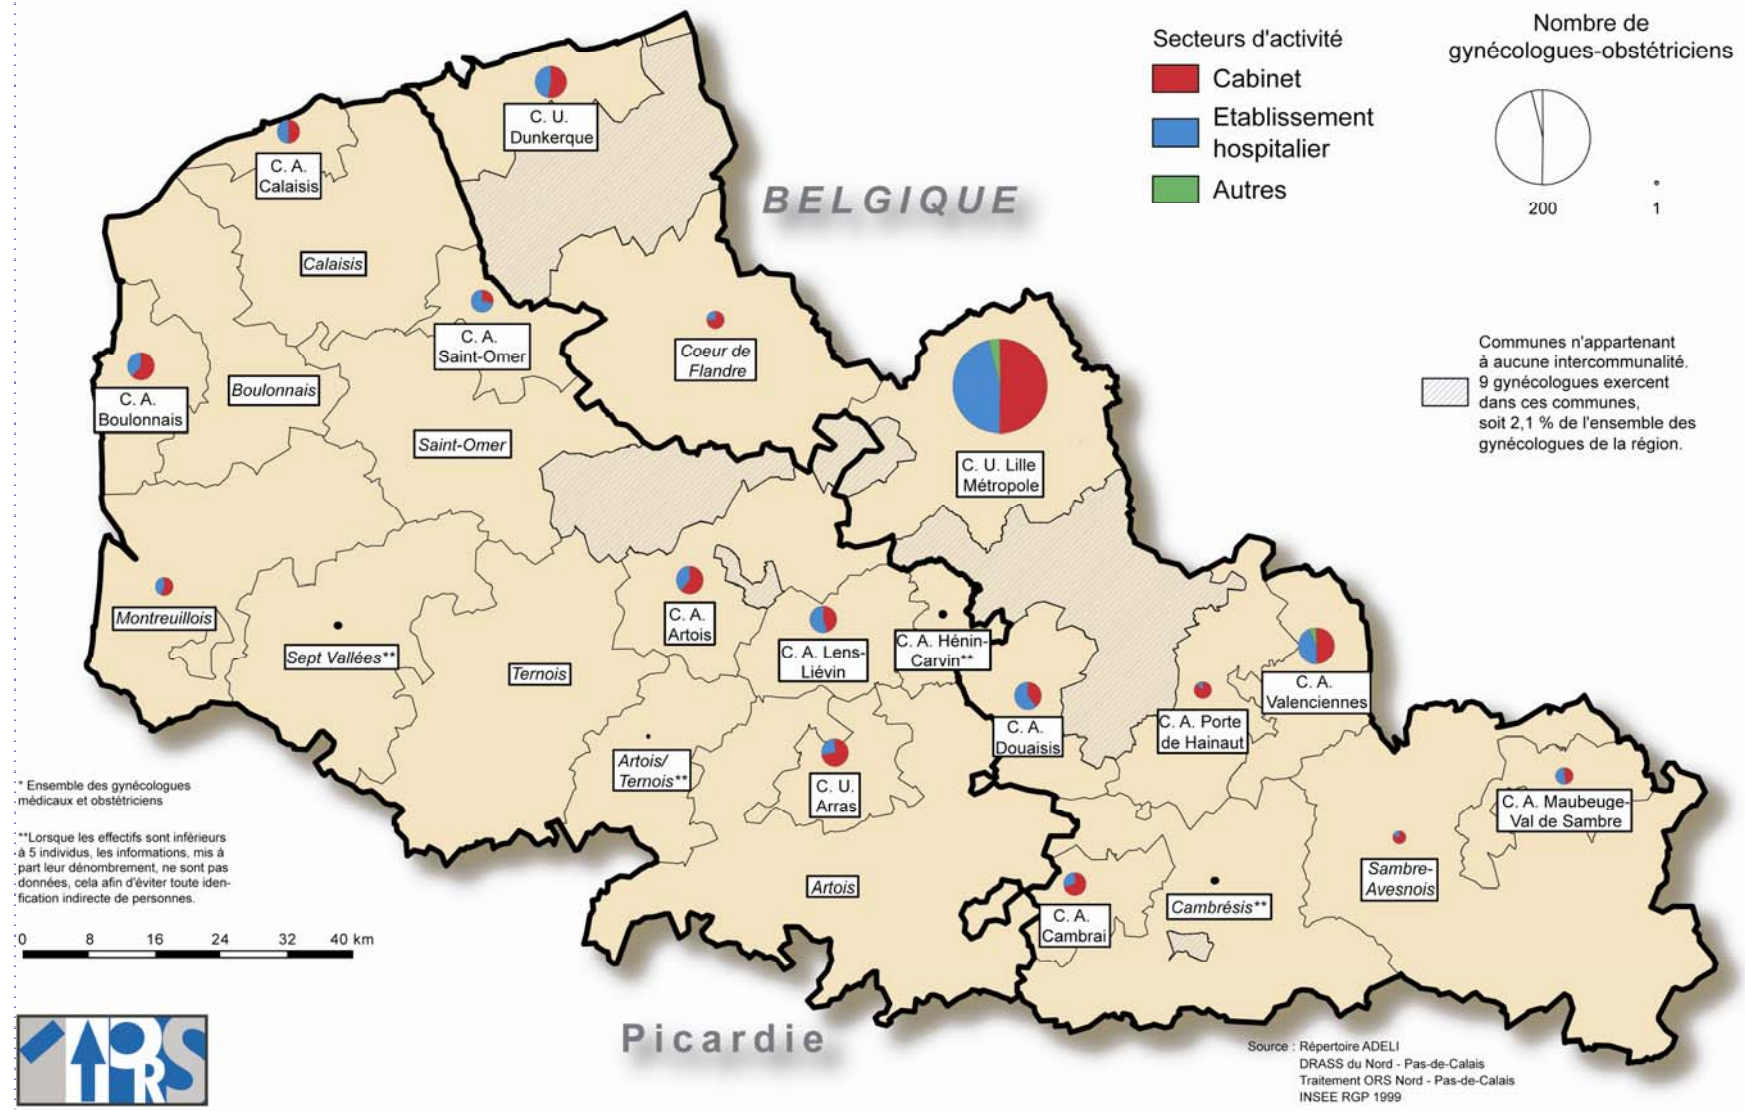 Secteurs d'activité
Cabinet
Etablissement
hospitalier
Autres
Nombre de
gynécologues-obstétriciens
200
1
C. U.
Dunkerque
C. A.
Calaisis
BELGIQUE
Calaisis
C. A.
Saint-Omer
Coeur de
Flandre
C. A.
Boulonnais
Boulonnais
Saint-Omer
C. U. Lille
Métropole
Communes n'appartenant
à aucune intercommunalité.
9 gynécologues exercent
dans ces communes,
soit 2,1 % de l'ensemble des
gynécologues de la région.
Montreuillois
Sept Vallées**
Ternois
C. A.
Artois
C. A. Lens-
Liévin
C. A. Hénin-
Carvin**
C. A.
Douaisis
C. A. Porte
de Hainaut
C. A.
Valenciennes
Artois/
Ternois**
C. U.
Arras
C. A. Maubeuge-
Val de Sambre
Artois
C. A.
Cambrai
Cambrésis**
Sambre-
Avesnois
* Ensemble des gynécologues
médicaux et obstétriciens
**Lorsque les effectifs sont inférieurs
à 5 individus, les informations, mis à
part leur dénombrement, ne sont pas
données, cela afin d'éviter toute iden-
fication indirecte de personnes.
0 8 16 24 32 40 km
Picardie
ORS
Source : Répertoire ADELI
DRASS du Nord - Pas-de-Calais
Traitement ORS Nord - Pas-de-Calais
INSEE RGP 1999